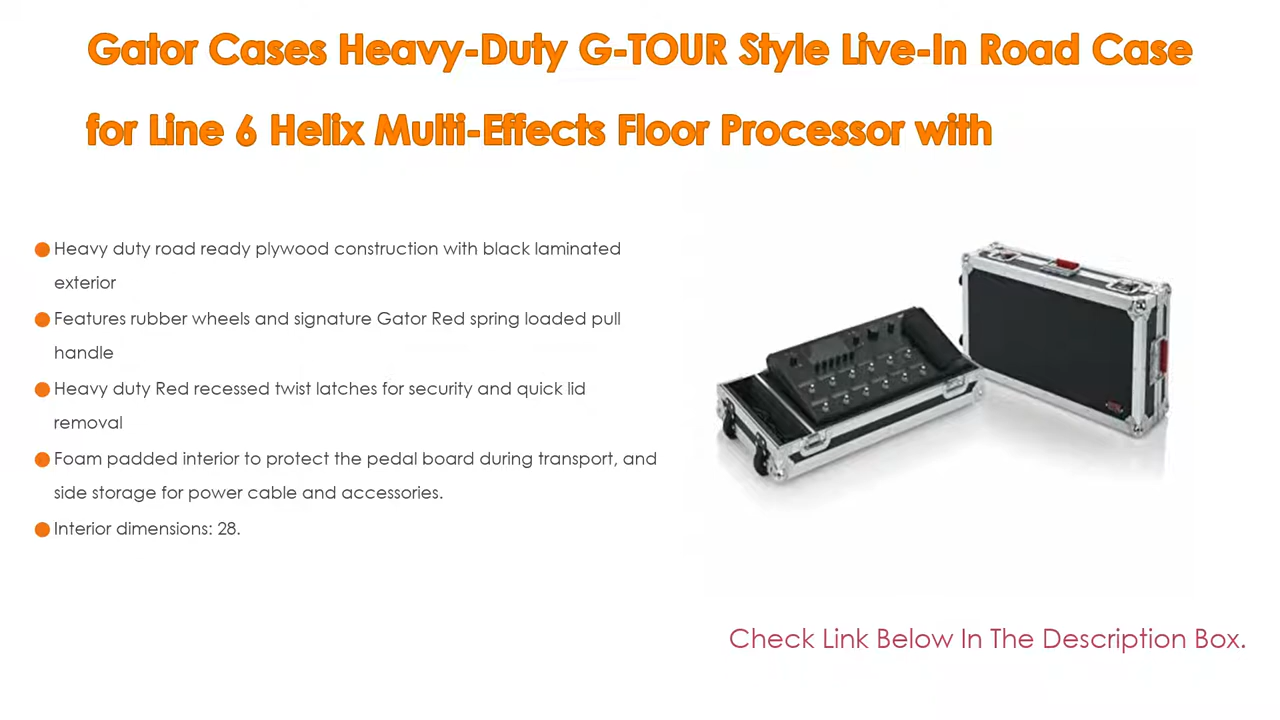 Gator Cases Heavy-Duty G-TOUR Style Live-In Road Case
for Line 6 Helix Multi-Effects Floor Processor with
Heavy duty road ready plywood construction with black laminated
exterior
Features rubber wheels and signature Gator Red spring loaded pull
handle
Heavy duty Red recessed twist latches for security and quick lid
removal
Foam padded interior to protect the pedal board during transport, and
side storage for power cable and accessories.
Interior dimensions: 28.
Check Link Below In The Description Box.